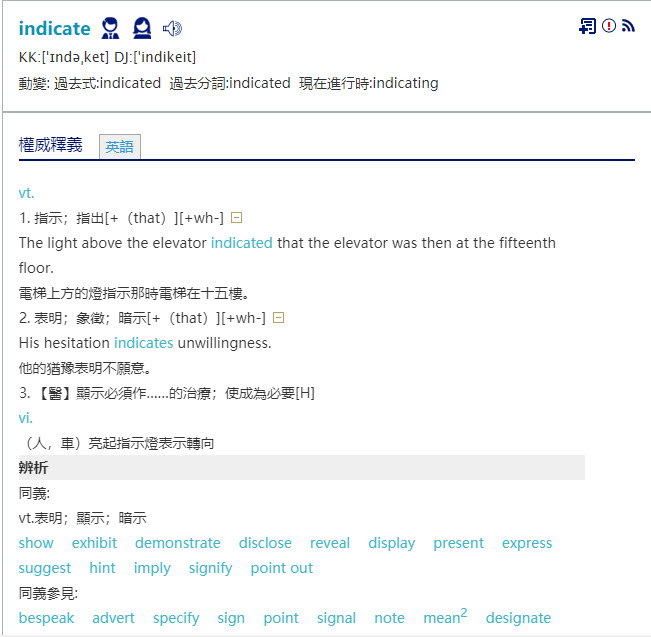 indicate
KK:['ɪndə,ket] DJ:['indikeit]
動變: 過去式:indicated 過去分詞:indicated 現在進行時:indicating
權威釋義 英語
vt.
1. 指示；指出[+（that）][+wh-]
The light above the elevator indicated that the elevator was then at the fifteenth
floor.
電梯上方的燈指示那時電梯在十五樓。
2. 表明；象徵；暗示[+（that）][+wh-]
His hesitation indicates unwillingness.
他的猶豫表明不願意。
3. 【醫】顯示必須作......的治療；使成為必要[H]
vi.
（人，車）亮起指示燈表示轉向
辨析
同義:
vt.表明；顯示；暗示
show exhibit demonstrate disclose reveal display present express
suggest hint imply signify point out
同義參見:
bespeak advert specify sign point signal note mean2 designate